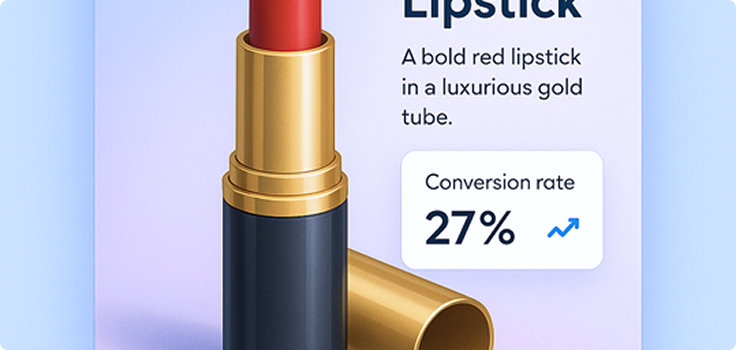 Lipstick
A bold red lipstick
in a luxurious gold
tube.
Conversion rate
27%